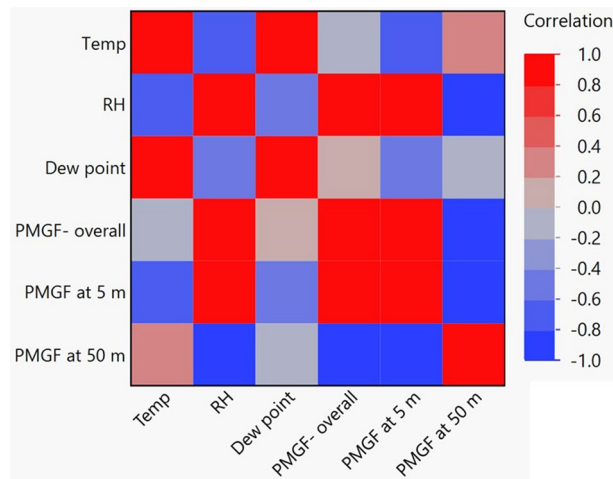 Correlation
Temp
RH
Dew point
PMGF- overall
PMGF at 5 m
PMGF at 50 m
1.0
0.8
0.6
0.4
0.2
0.0
-0.2
-0.4
-0.6
-0.8
-1.0
Temp
RH
Dew point
PMGF- overall
PMGF at 5 m
PMGF at 50 m